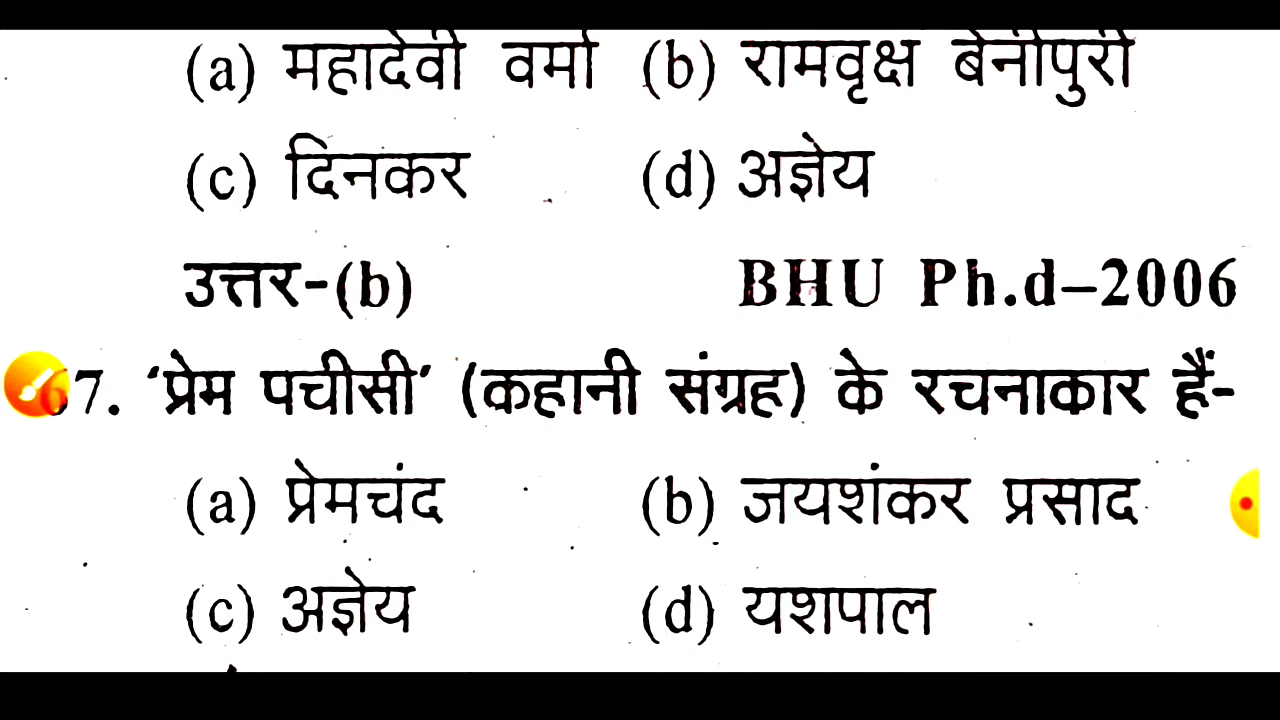 (a) महादेवी वर्मा (b) रामवृक्ष बेनीपुरी
(c) दिनकर (d) अज्ञेय
उत्तर-(b) BHU Ph.d–2006
67. ‘प्रेम पचीसी’ (कहानी संग्रह) के रचनाकार हैं-
(a) प्रेमचंद (b) जयशंकर प्रसाद
(c) अज्ञेय (d) यशपाल